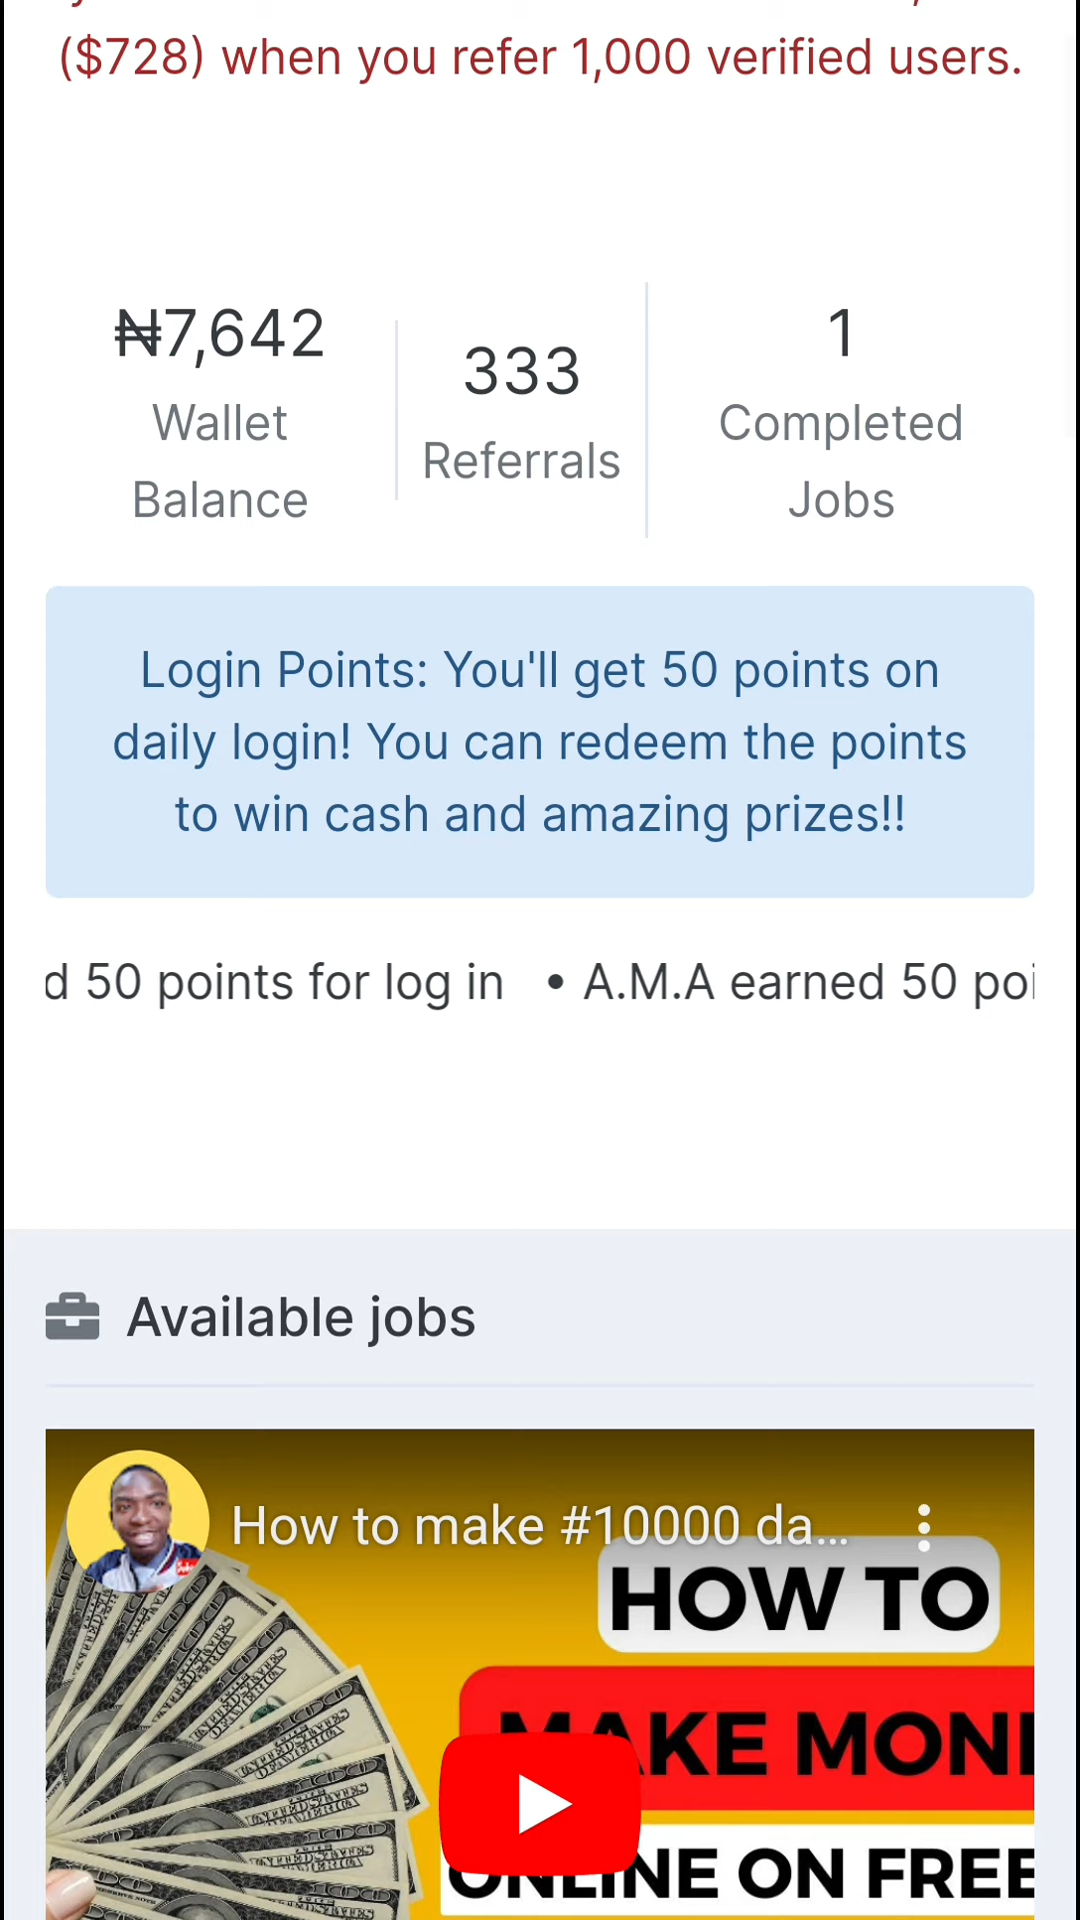 ($728) when you refer 1,000 verified users.
₦7,642
Wallet
Balance
333
Referrals
1
Completed
Jobs
Login Points: You'll get 50 points on
daily login! You can redeem the points
to win cash and amazing prizes!!
d 50 points for log in • A.M.A earned 50 poi
Available jobs
How to make #10000 da...
HOW TO
MAKE MON
ONLINE ON FREE